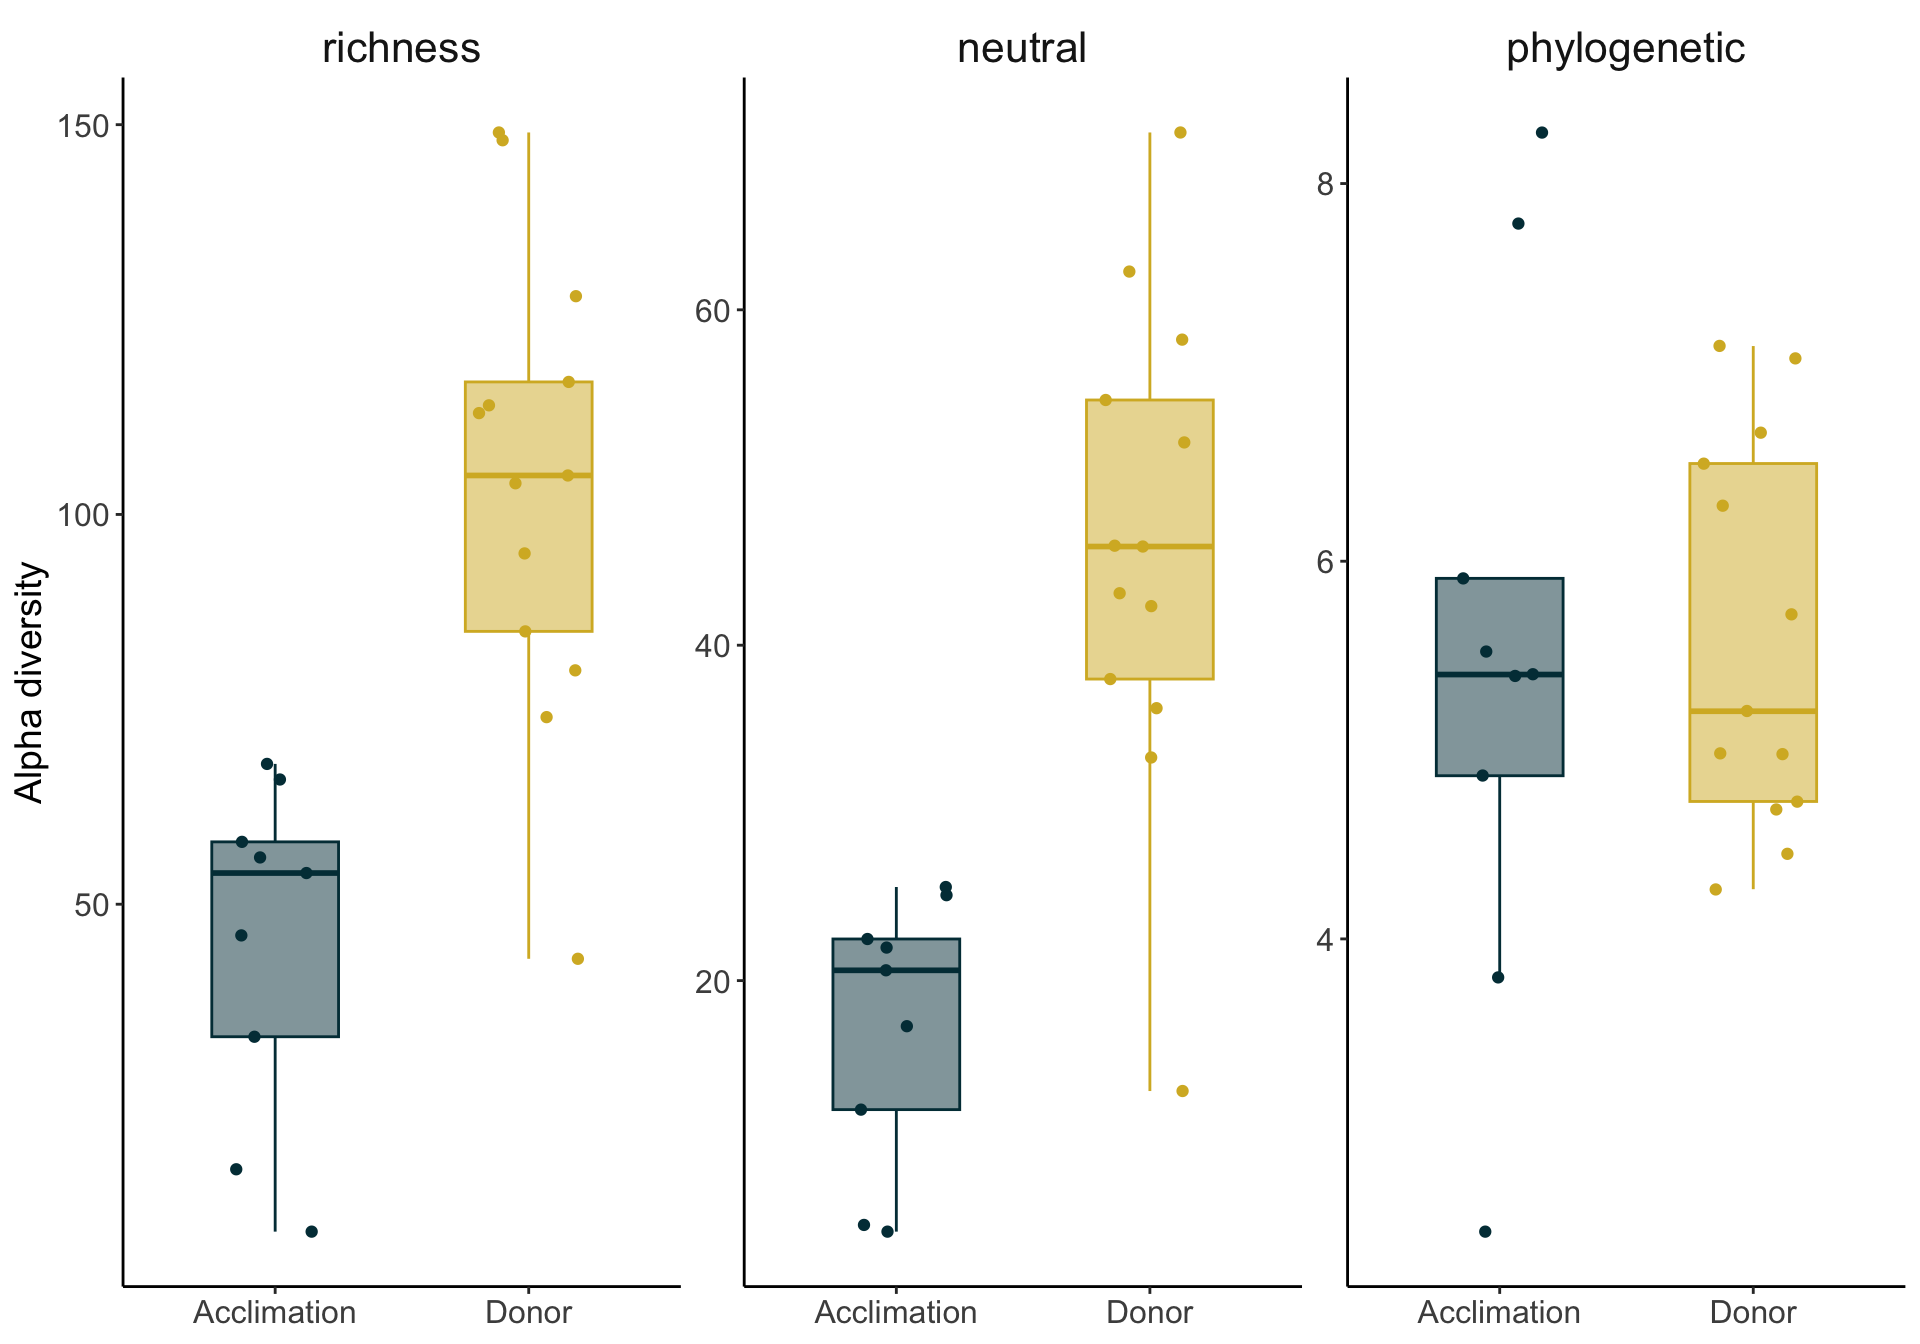 richness
neutral
phylogenetic
Alpha diversity
150
100
50
60
40
20
8
6
4
Acclimation
Donor
Acclimation
Donor
Acclimation
Donor